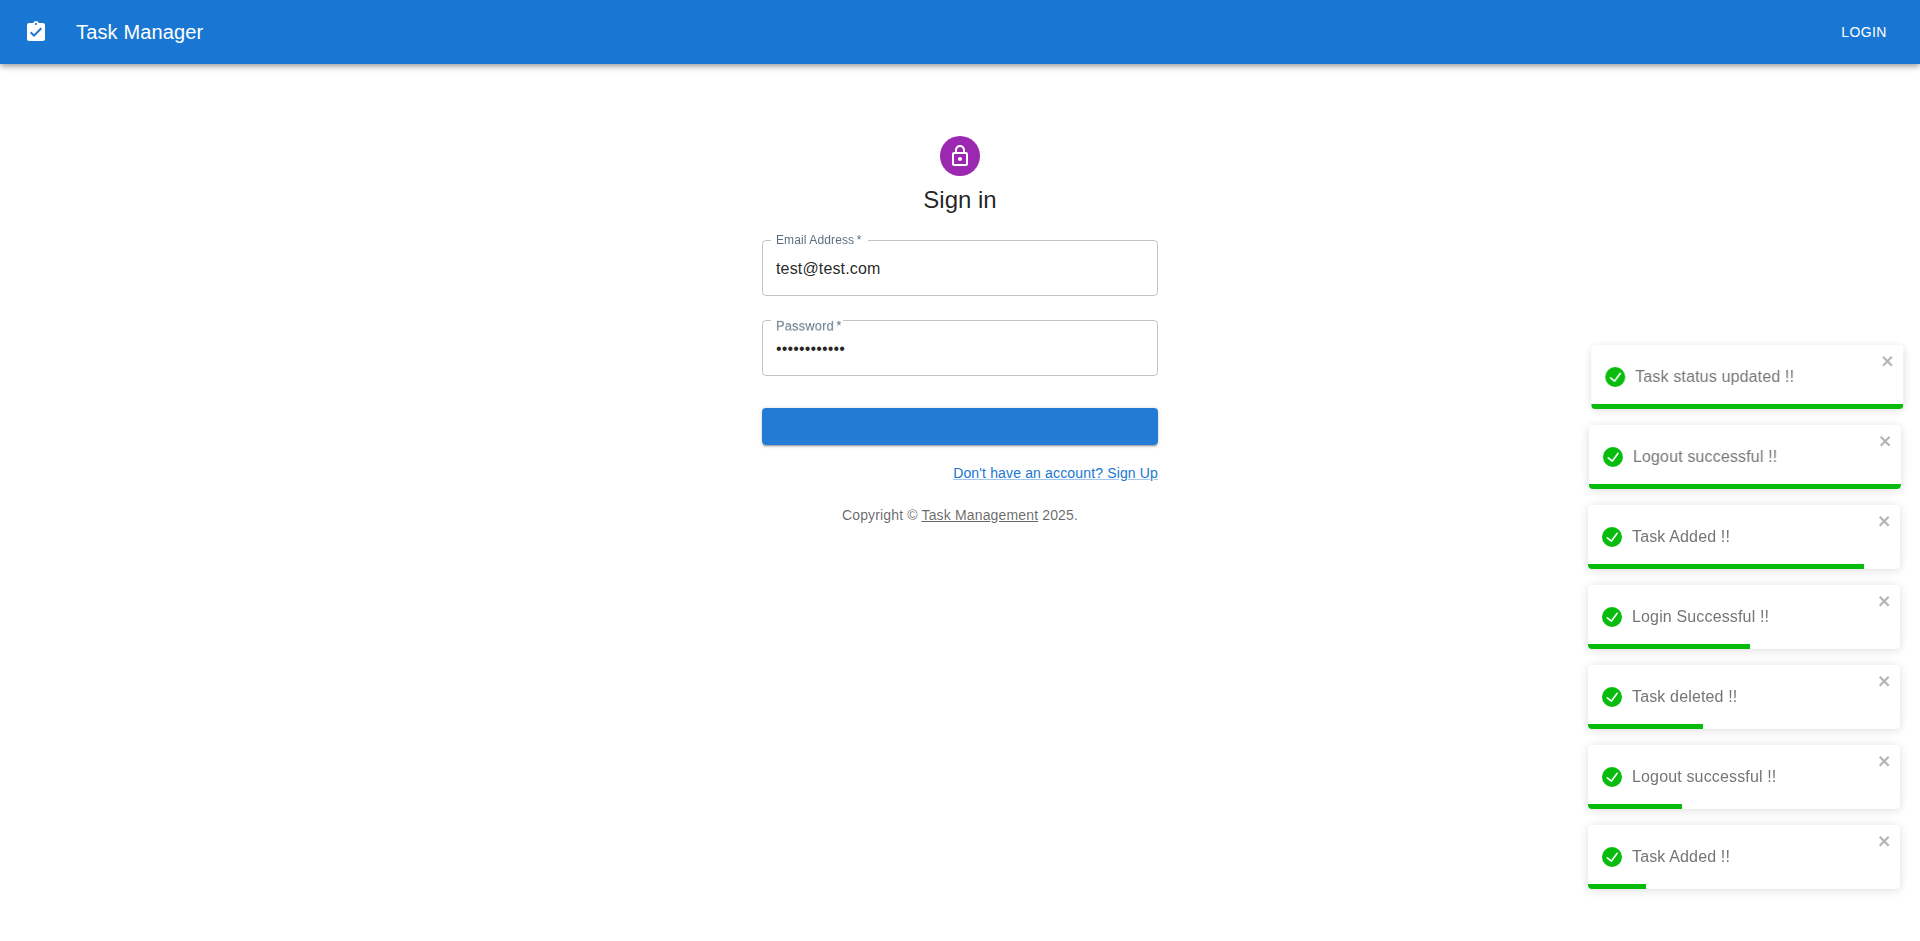 Task Manager
LOGIN
Sign in
Email Address *
test@test.com
Password *
••••••••••••
Don't have an account? Sign Up
Copyright © Task Management 2025.
Task status updated !!
Logout successful !!
Task Added !!
Login Successful !!
Task deleted !!
Logout successful !!
Task Added !!